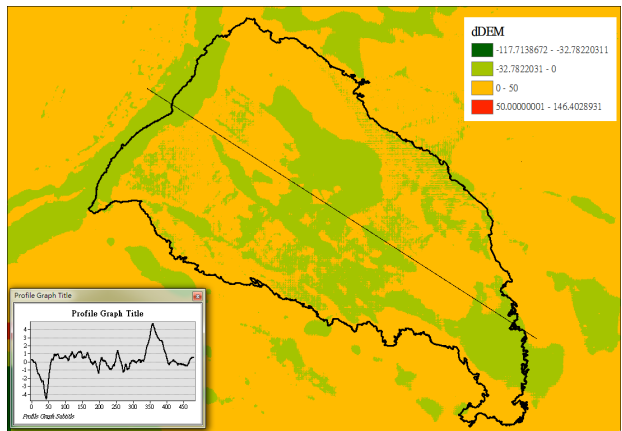 dDEM
-117.7138672 - -32.78220311
-32.7822031 - 0
0 - 50
50.00000001 - 146.4028931
Profile Graph Title
Profile Graph Title
4
3
2
1
0
-1
-2
-3
-4
0 50 100 150 200 250 300 350 400 450
Profile Graph Subtitle